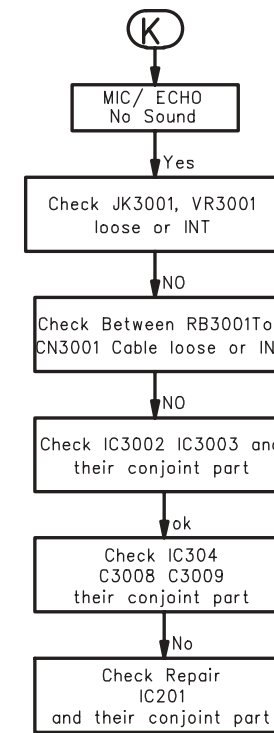 K
MIC/ ECHO
No Sound
Yes
Check JK3001, VR3001
loose or INT
NO
Check Between RB3001To
CN3001 Cable loose or IN
NO
Check IC3002 IC3003 and
their conjoint part
ok
Check IC304
C3008 C3009
their conjoint part
No
Check Repair
IC201
and their conjoint part